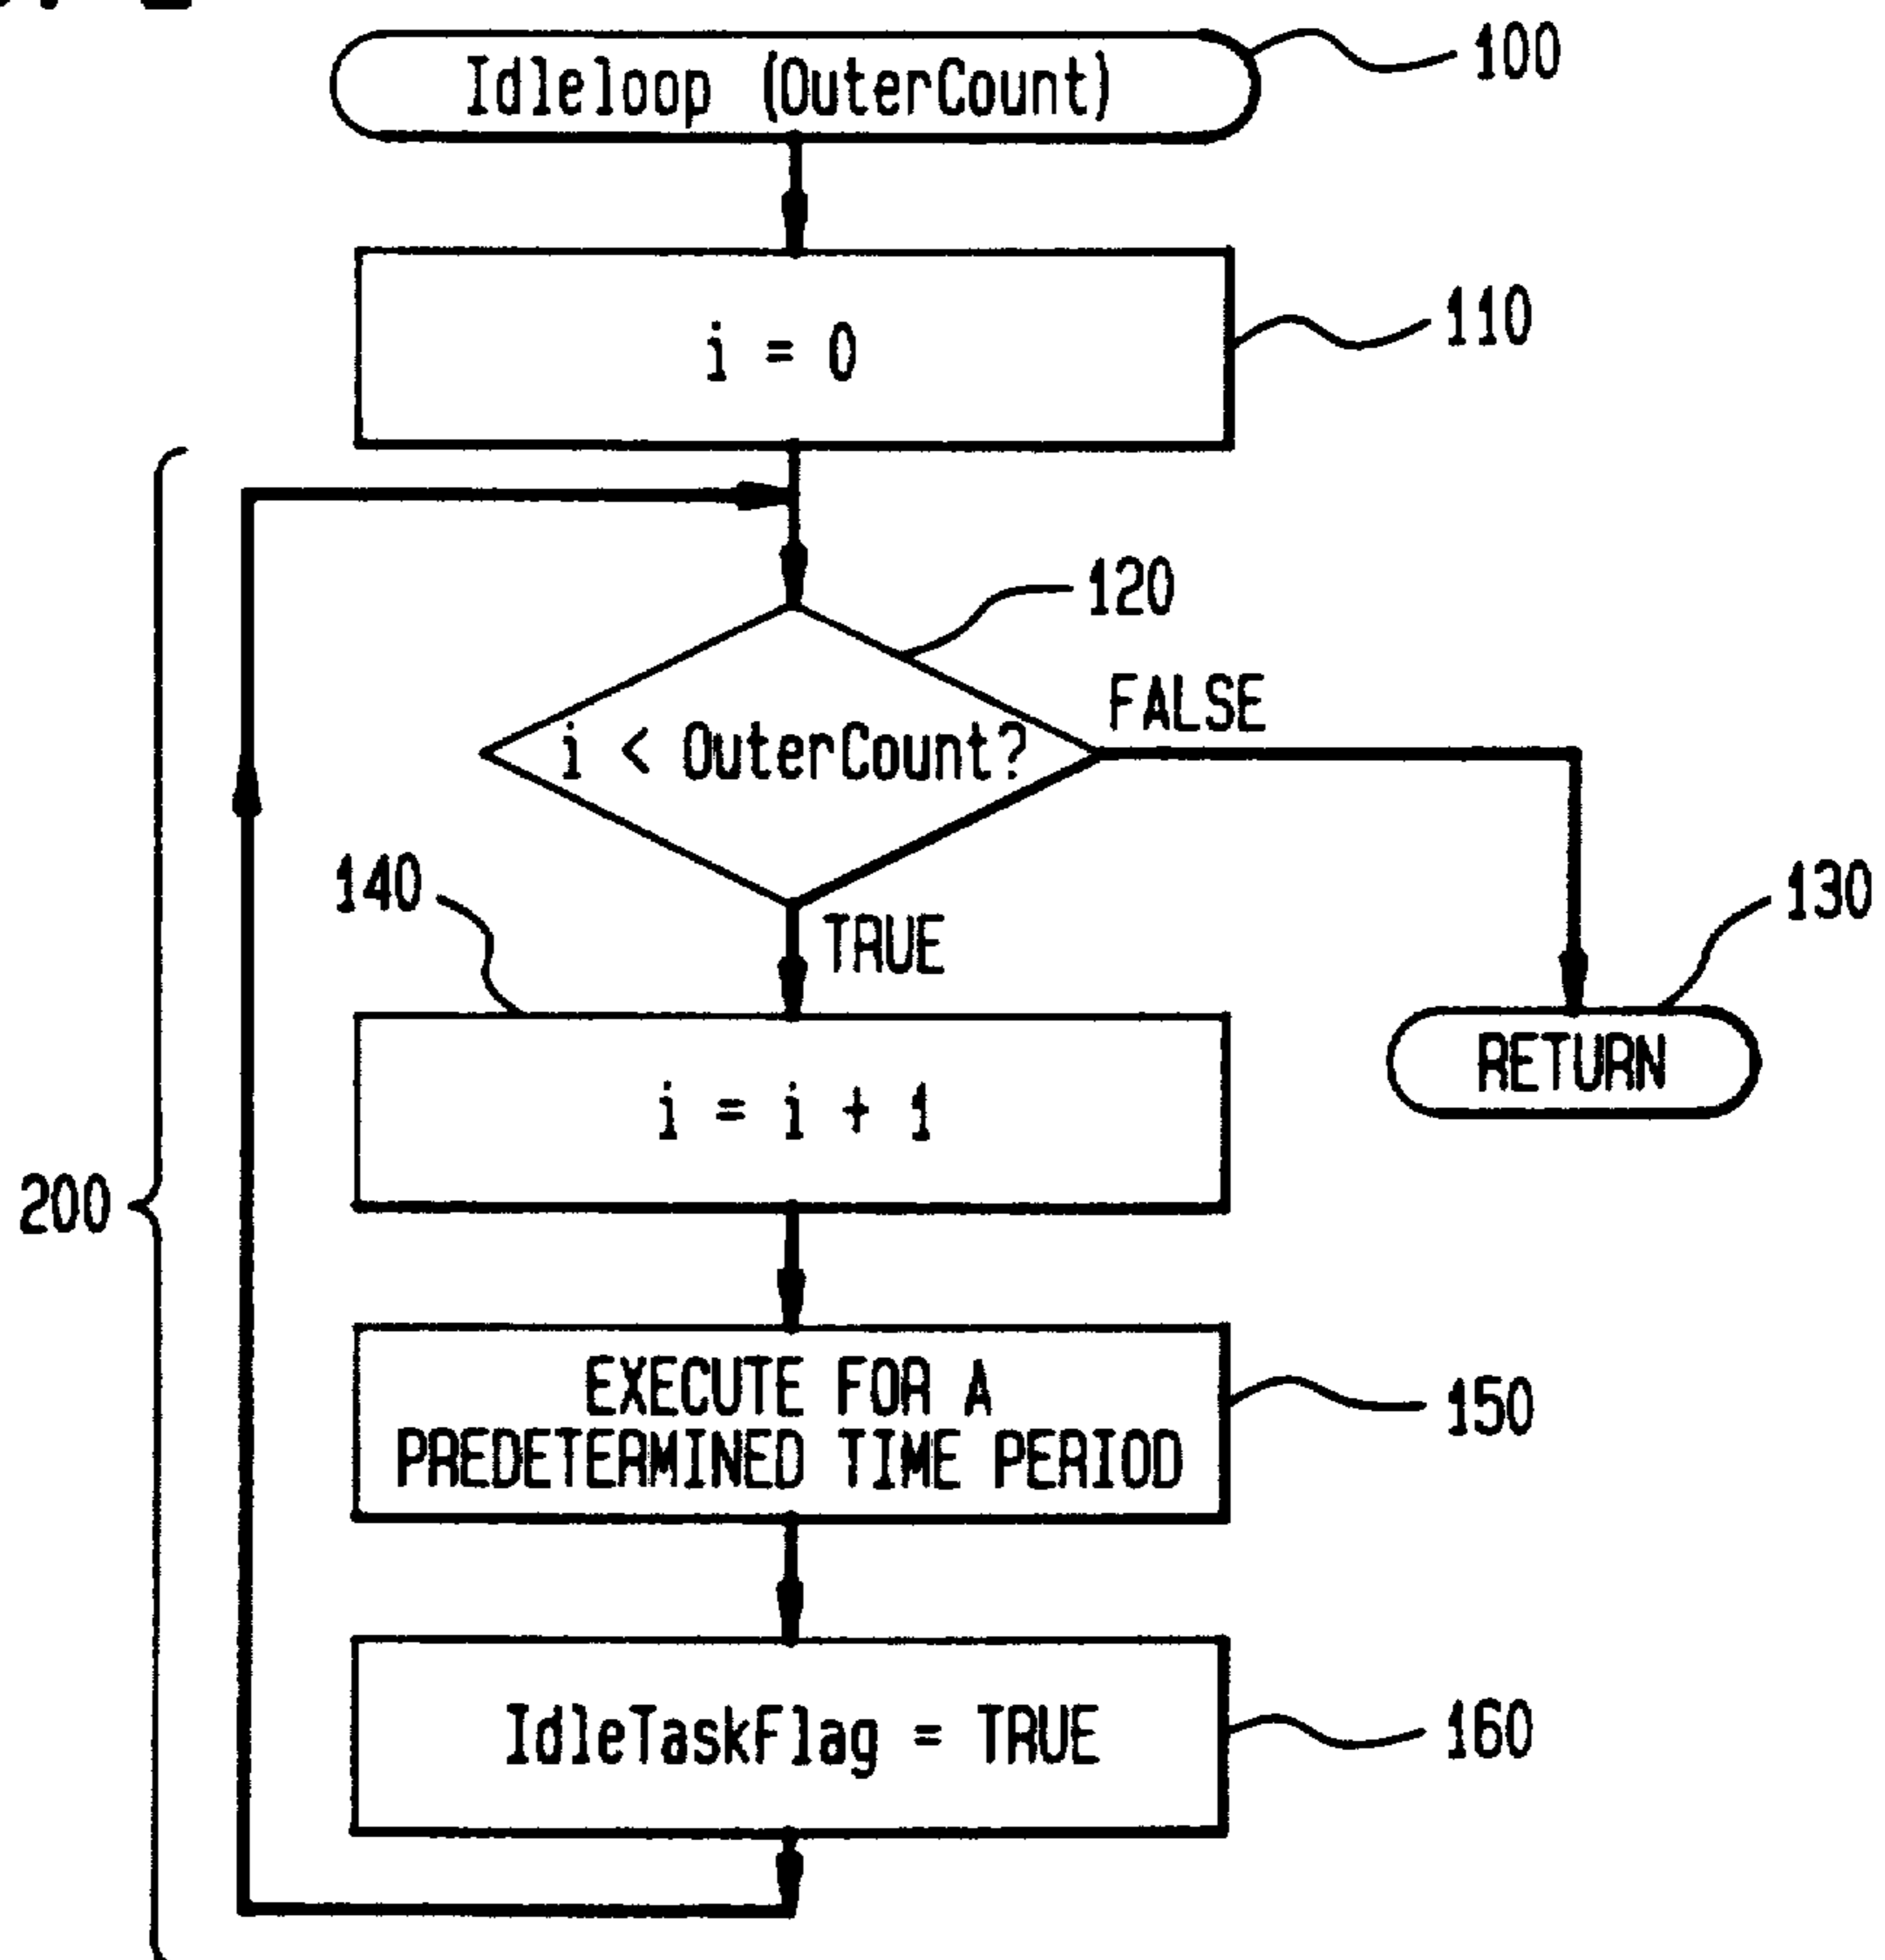 Idleloop (OuterCount)
100
i = 0
110
120
i < OuterCount?
FALSE
TRUE
130
RETURN
140
i = i + 1
200
EXECUTE FOR A
PREDETERMINED TIME PERIOD
150
IdleTaskFlag = TRUE
160